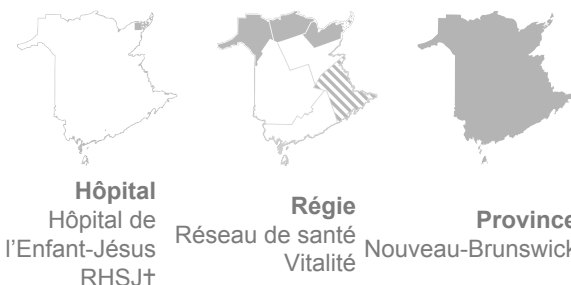 Hôpital
Hôpital de
l'Enfant-Jésus
RHSJ†
Régie
Réseau de santé
Vitalité
Province
Nouveau-Brunswick